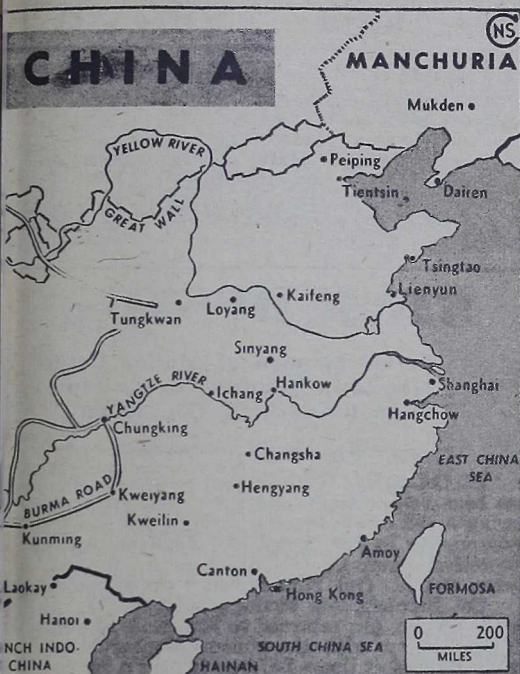 NS
CHINA
MANCHURIA
Mukden
YELLOW RIVER
Peiping
Tientsin
Dairen
GREAT WALL
Tsingtao
Lienyun
Kaifeng
Loyang
Tungkwan
Sinyang
YANGTZE RIVER
Ichang
Hankow
Shanghai
Hangchow
Chungking
Changsha
EAST CHINA
SEA
BURMA ROAD
Kweiyang
Hengyang
Kweilin
Kunming
Amoy
Canton
Hong Kong
FORMOSA
Laokay
Hanoi
NCH INDO-
CHINA
HAINAN
SOUTH CHINA SEA
0 200
MILES